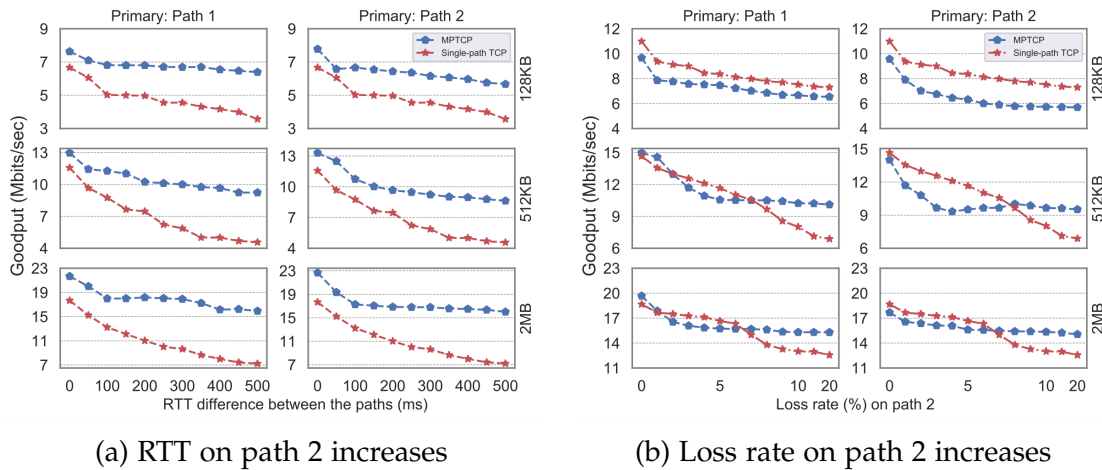 Primary: Path 1
Primary: Path 2
Primary: Path 1
Primary: Path 2
MPTCP
Single-path TCP
MPTCP
Single-path TCP
9
7
5
3
9
7
5
3
128KB
12
10
8
6
4
12
10
8
6
4
128KB
Goodput (Mbits/sec)
13
10
7
4
13
10
7
4
512KB
Goodput (Mbits/sec)
15
12
9
6
15
12
9
6
512KB
23
19
15
11
7
23
19
15
11
7
2MB
20
17
14
11
20
17
14
11
2MB
0 100 200 300 400 500
0 100 200 300 400 500
0 5 10 20
0 5 10 20
RTT difference between the paths (ms)
Loss rate (%) on path 2
(a) RTT on path 2 increases
(b) Loss rate on path 2 increases